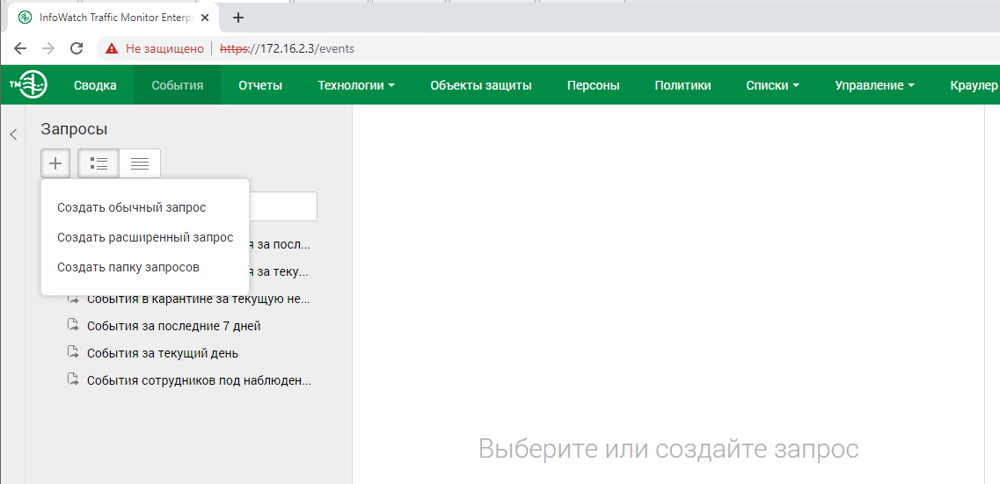 InfoWatch Traffic Monitor Enterp
Не защищено https://172.16.2.3/events
TM Сводка События Отчеты Технологии Объекты защиты Персоны Политики Списки Управление Краулер
Запросы
Создать обычный запрос
Создать расширенный запрос
Создать папку запросов
я за посл...
я за теку...
События в карантине за текущую не...
События за последние 7 дней
События за текущий день
События сотрудников под наблюден...
Выберите или создайте запрос